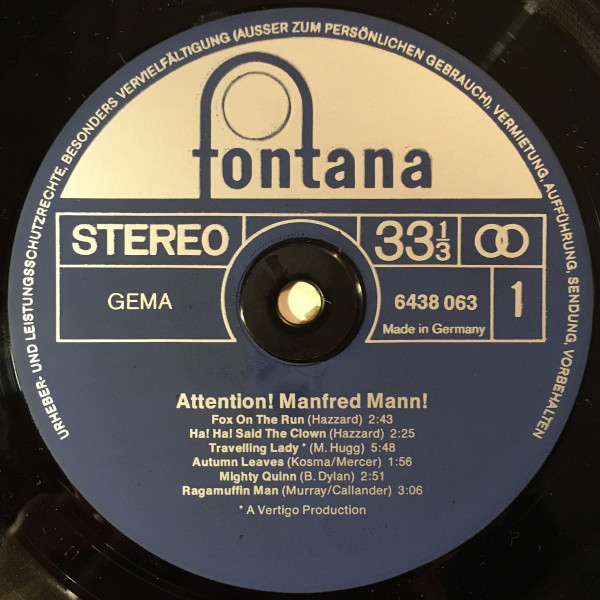 URHEBER- UND LEISTUNGSSCHUTZRECHTE, BESONDERS VERVIELFÄLTIGUNG (AUSSER ZUM PERSÖNLICHEN GEBRAUCH), VERMIETUNG, AUFFÜHRUNG, SENDUNG, VORBEHALTEN
fontana
STEREO 33 1/3
GEMA 6438 063 1
Made in Germany
Attention! Manfred Mann!
Fox On The Run (Hazzard) 2:43
Ha! Ha! Said The Clown (Hazzard) 2:25
Travelling Lady * (M. Hugg) 5:48
Autumn Leaves (Kosma/Mercer) 1:56
Mighty Quinn (B. Dylan) 2:51
Ragamuffin Man (Murray/Callander) 3:06
* A Vertigo Production